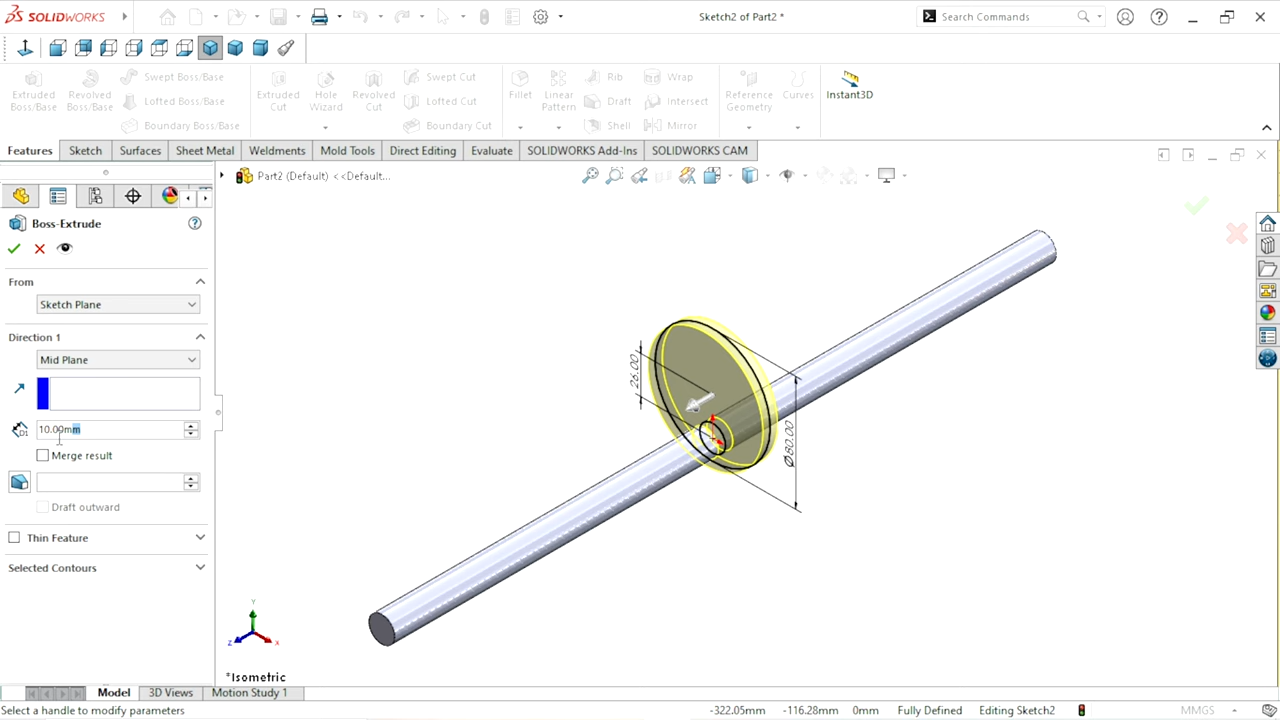 SOLIDWORKS
Sketch2 of Part2 *
Search Commands
Extruded Boss/Base
Revolved Boss/Base
Swept Boss/Base
Lofted Boss/Base
Boundary Boss/Base
Extruded Cut
Hole Wizard
Revolved Cut
Swept Cut
Lofted Cut
Boundary Cut
Fillet
Linear Pattern
Rib
Draft
Shell
Wrap
Intersect
Mirror
Reference Geometry
Curves
Instant3D
Features Sketch Surfaces Sheet Metal Weldments Mold Tools Direct Editing Evaluate SOLIDWORKS Add-Ins SOLIDWORKS CAM
Part2 (Default) <<Default...
Boss-Extrude
From
Sketch Plane
Direction 1
Mid Plane
D1
10.00mm
Merge result
Draft outward
Thin Feature
Selected Contours
26.00
Ø80.00
Y
Z
X
*Isometric
Model 3D Views Motion Study 1
Select a handle to modify parameters
-322.05mm -116.28mm 0mm Fully Defined Editing Sketch2 MMGS